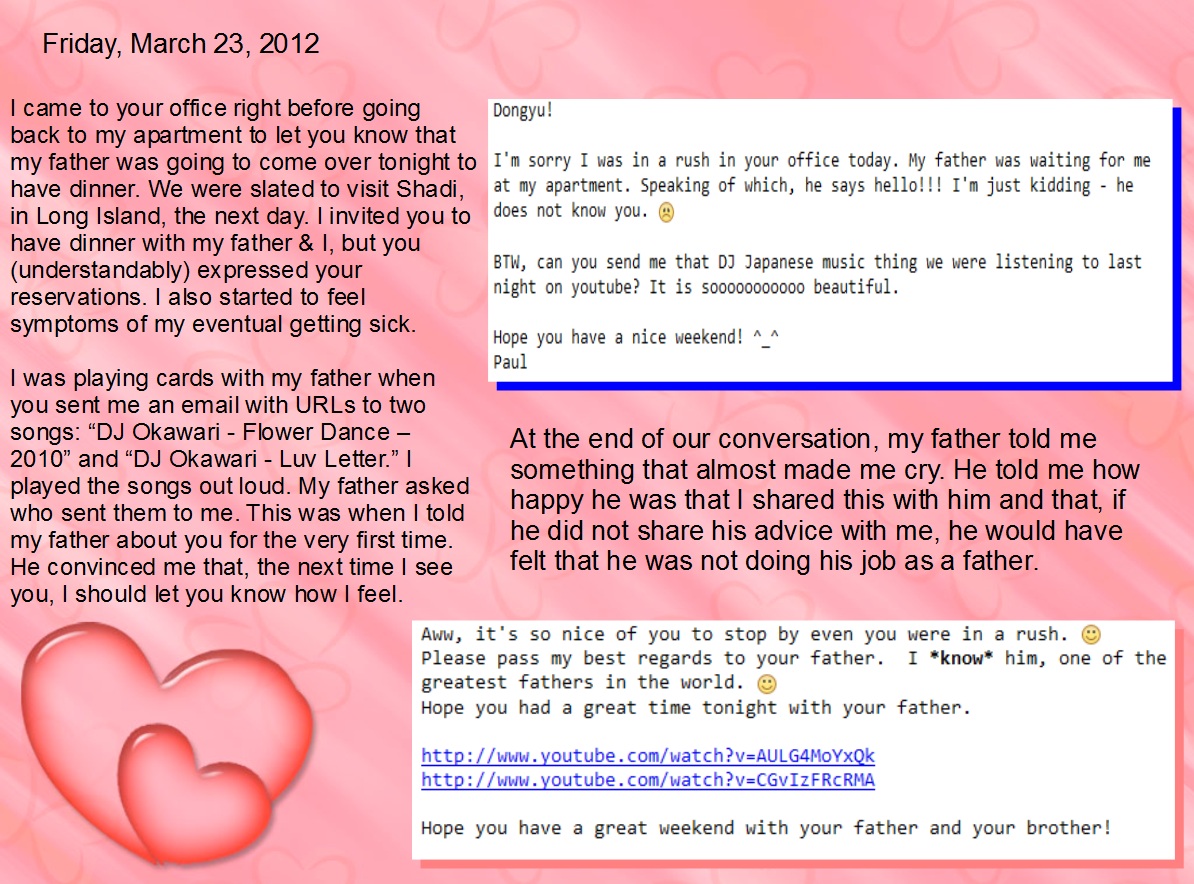 Friday, March 23, 2012
I came to your office right before going
back to my apartment to let you know that
my father was going to come over tonight to
have dinner. We were slated to visit Shadi,
in Long Island, the next day. I invited you to
have dinner with my father & I, but you
(understandably) expressed your
reservations. I also started to feel
symptoms of my eventual getting sick.
I was playing cards with my father when
you sent me an email with URLs to two
songs: “DJ Okawari - Flower Dance –
2010” and “DJ Okawari - Luv Letter.” I
played the songs out loud. My father asked
who sent them to me. This was when I told
my father about you for the very first time.
He convinced me that, the next time I see
you, I should let you know how I feel.
Dongyu!
I'm sorry I was in a rush in your office today. My father was waiting for me
at my apartment. Speaking of which, he says hello!!! I'm just kidding - he
does not know you.
BTW, can you send me that DJ Japanese music thing we were listening to last
night on youtube? It is sooooooooooo beautiful.
Hope you have a nice weekend! ^_^
Paul
At the end of our conversation, my father told me
something that almost made me cry. He told me how
happy he was that I shared this with him and that, if
he did not share his advice with me, he would have
felt that he was not doing his job as a father.
Aww, it's so nice of you to stop by even you were in a rush.
Please pass my best regards to your father.  I *know* him, one of the
greatest fathers in the world.
Hope you had a great time tonight with your father.
http://www.youtube.com/watch?v=AULG4MoYxQk
http://www.youtube.com/watch?v=CGvIzFRcRMA
Hope you have a great weekend with your father and your brother!